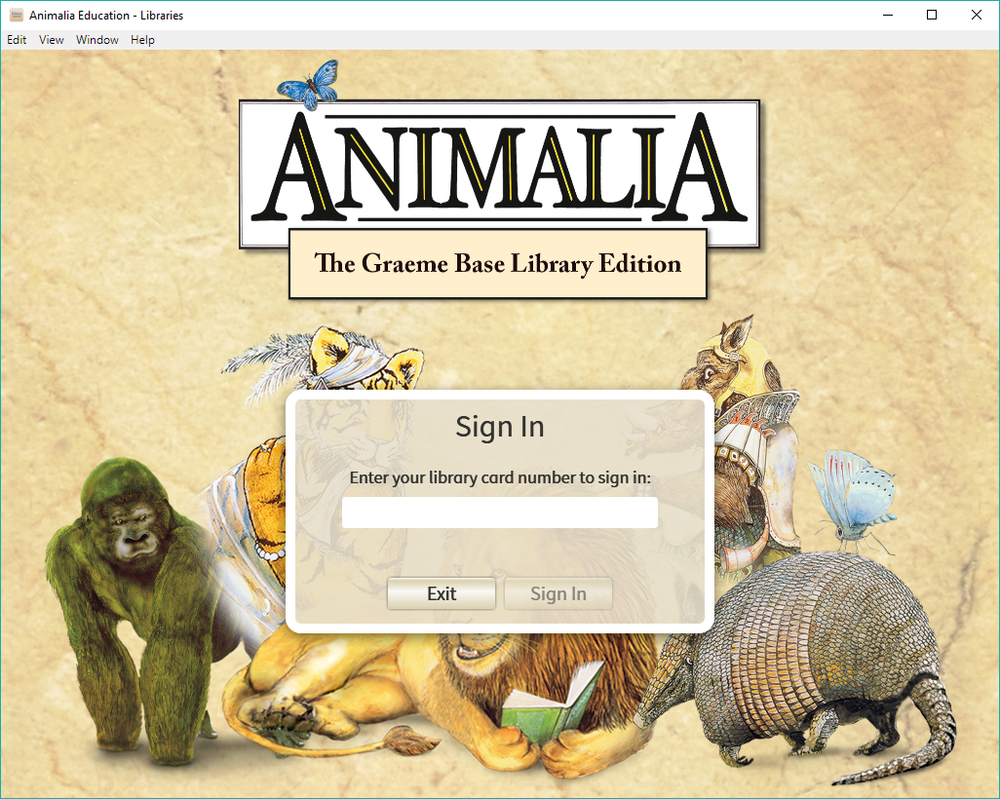 Animalia Education - Libraries
Edit View Window Help
ANIMALIA
The Graeme Base Library Edition
Sign In
Enter your library card number to sign in:
Exit Sign In